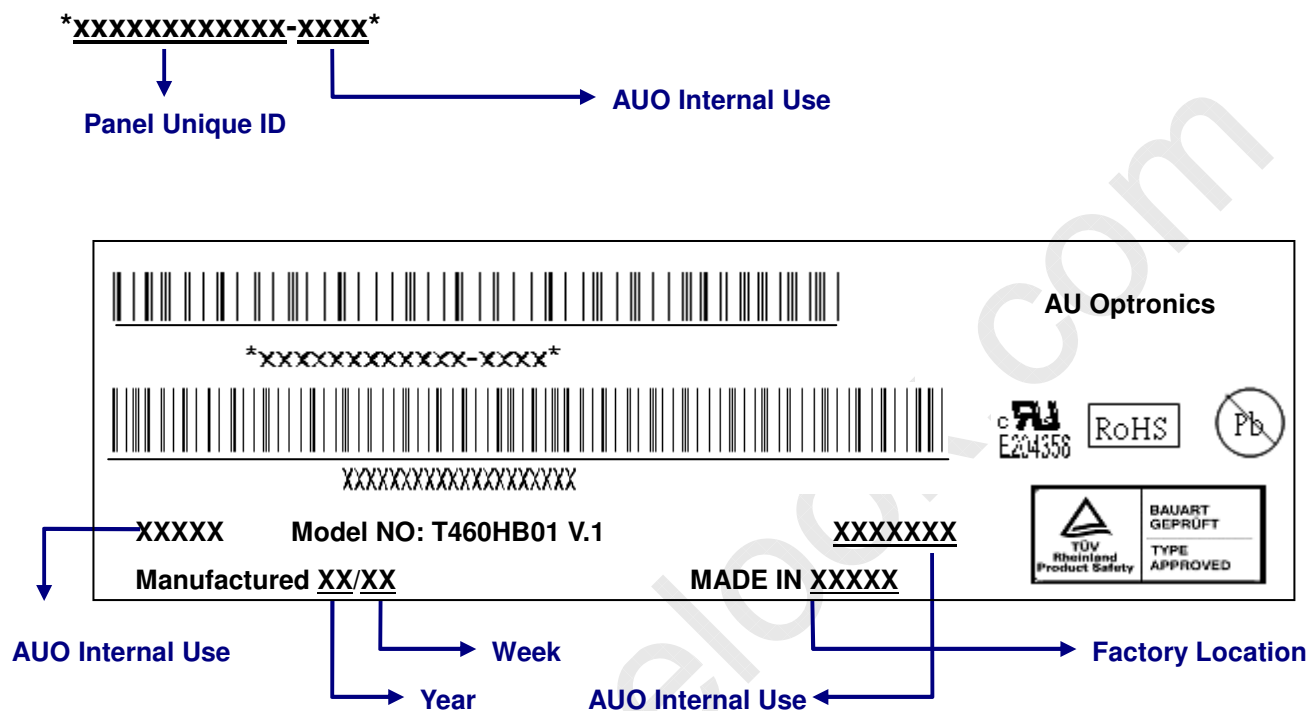 *xxxxxxxxxxxx-xxxx*
AUO Internal Use
Panel Unique ID
AU Optronics
*xxxxxxxxxxxx-xxxx*
c
E204356
RoHS
Pb
XXXXXXXXXXXXXXXXXXXX
XXXXX Model NO: T460HB01 V.1 XXXXXXX
TÜV
Rheinland
Product Safety
BAUART
GEPRÜFT
TYPE
APPROVED
Manufactured XX/XX MADE IN XXXXX
AUO Internal Use
Week
Factory Location
Year
AUO Internal Use